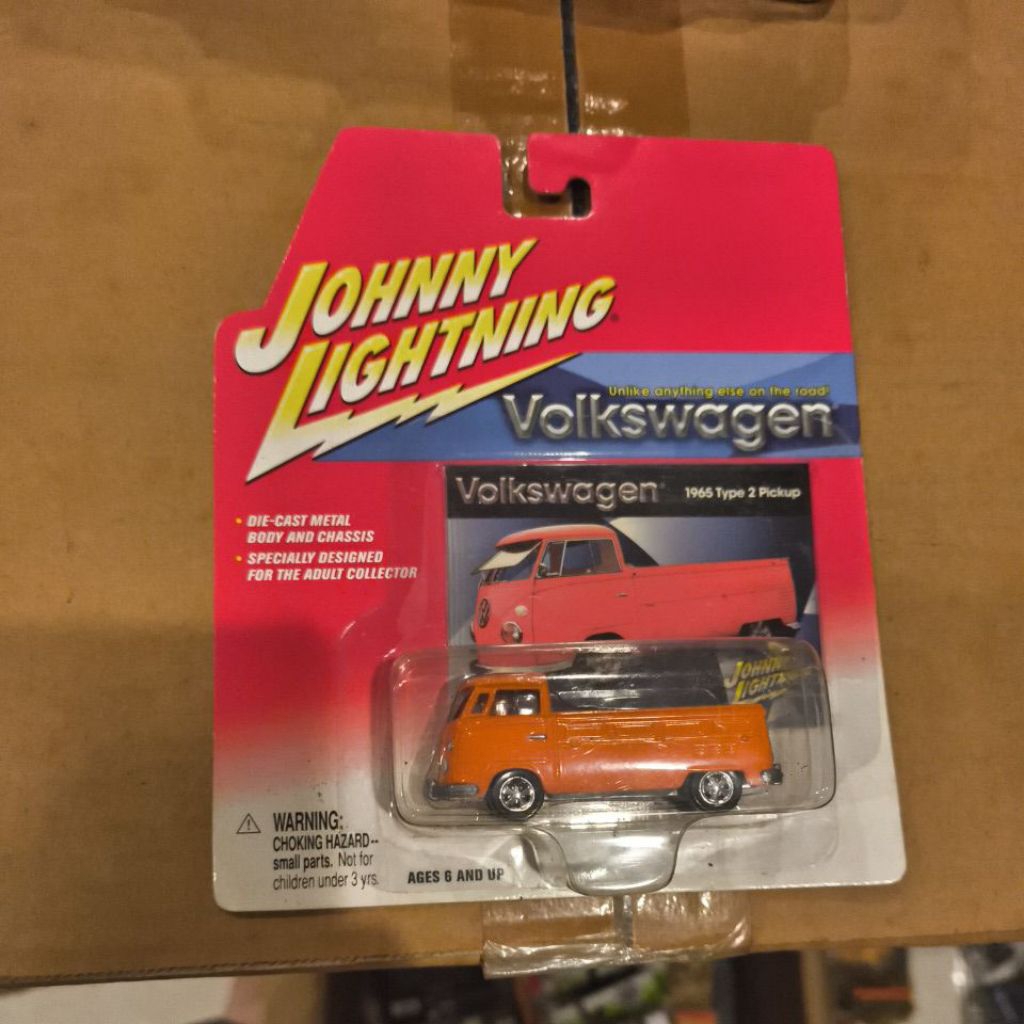 JOHNNY
LIGHTNING
Unlike anything else on the road!
Volkswagen
Volkswagen
1965 Type 2 Pickup
• DIE-CAST METAL
BODY AND CHASSIS
• SPECIALLY DESIGNED
FOR THE ADULT COLLECTOR
JOHNNY
LIGHTNING
WARNING:
CHOKING HAZARD--
small parts. Not for
children under 3 yrs.
AGES 6 AND UP